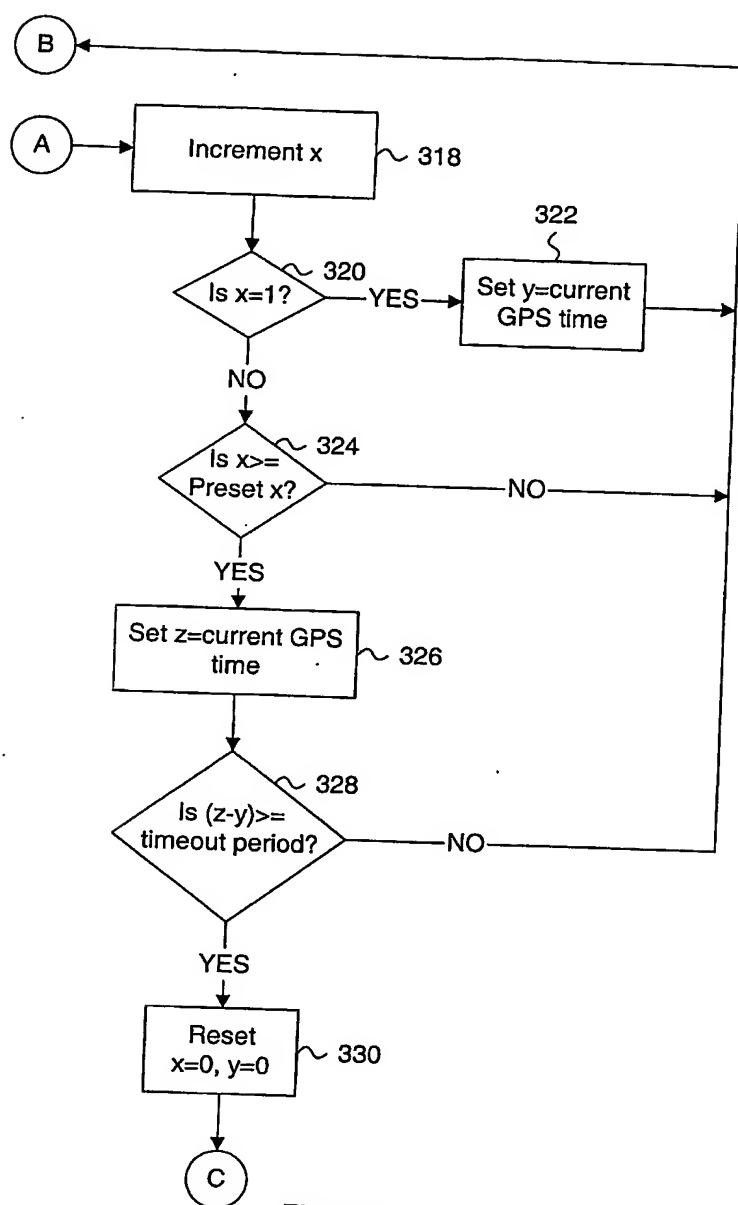 B
A
Increment x
318
320
Is x=1?
YES
322
Set y=current
GPS time
NO
324
Is x>=
Preset x?
NO
YES
Set z=current GPS
time
326
328
Is (z-y)>=
timeout period?
NO
YES
Reset
x=0, y=0
330
C